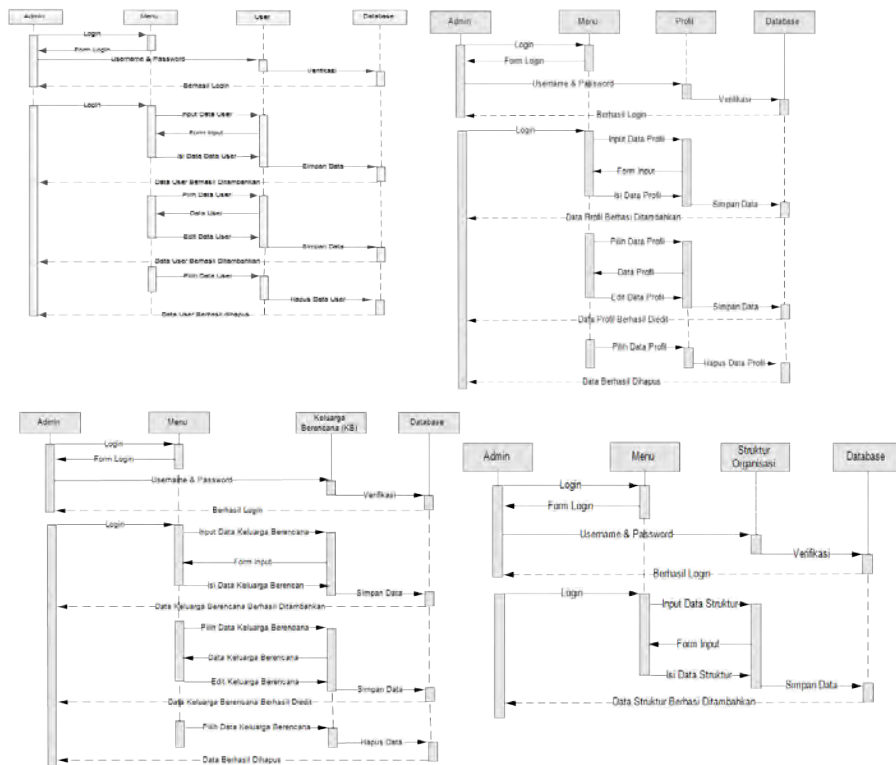 Admin
Menu
User
Database
Login
Form Login
Username & Password
Verifikasi
Berhasil Login
Login
Input Data User
Form Input
Isi Data Data User
Simpan Data
Data User Berhasil Ditambahkan
Pilih Data User
Data User
Edit Data User
Simpan Data
Data User Berhasil Ditambahkan
Pilih Data User
Hapus Data User
Data User Berhasil dihapus
Admin
Menu
Profil
Database
Login
Form Login
Username & Password
Verifikasi
Berhasil Login
Login
Input Data Profil
Form Input
Isi Data Profil
Simpan Data
Data Profil Berhasi Ditambahkan
Pilih Data Profil
Data Profil
Edit Data Profil
Simpan Data
Data Profil Berhasil Diedit
Pilih Data Profil
Hapus Data Profil
Data Berhasil Dihapus
Admin
Menu
Keluarga
Berencana (KB)
Database
Login
Form Login
Username & Password
Verifikasi
Berhasil Login
Login
Input Data Keluarga Berencana
Form Input
Isi Data Keluarga Berencan
Simpan Data
Data Keluarga Berencana Berhasil Ditambahkan
Pilih Data Keluarga Berencana
Data Keluarga Berencana
Edit Keluarga Berencana
Simpan Data
Data Keluarga Berencana Berhasil Diedit
Pilih Data Keluarga Berencana
Hapus Data
Data Berhasil Dihapus
Admin
Menu
Struktur
Organisasi
Database
Login
Form Login
Username & Password
Verifikasi
Berhasil Login
Login
Input Data Struktur
Form Input
Isi Data Struktur
Simpan Data
Data Struktur Berhasi Ditambahkan